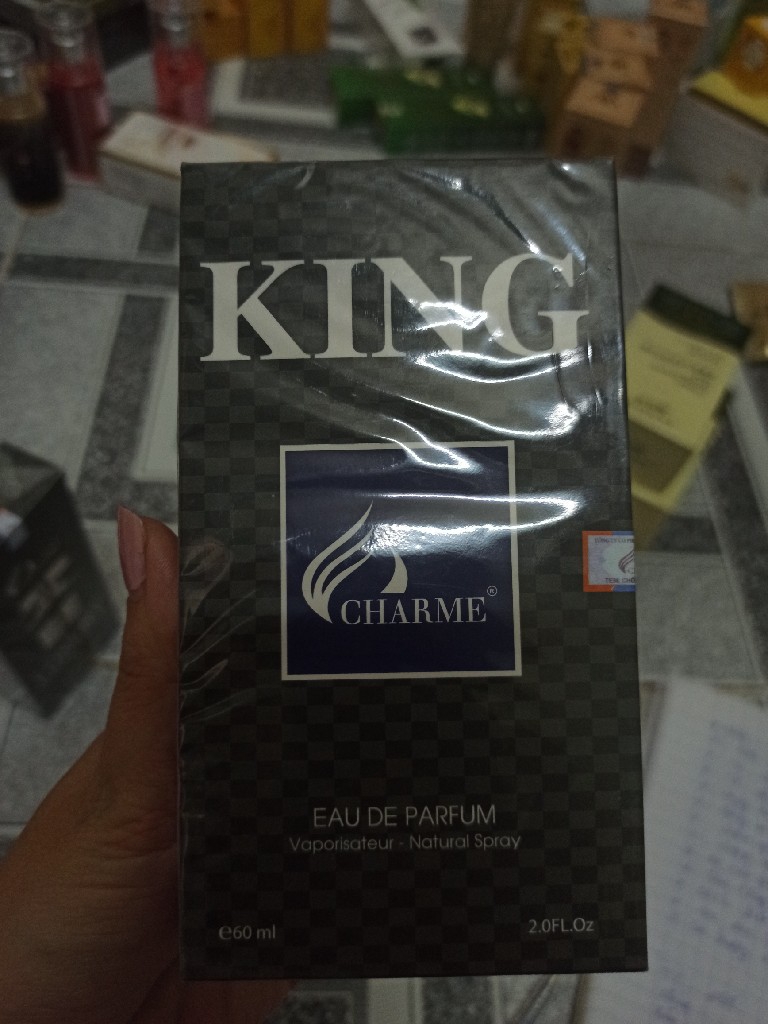 KING
CHARME®
EAU DE PARFUM
Vaporisateur - Natural Spray
℮60 ml
2.0FL.Oz